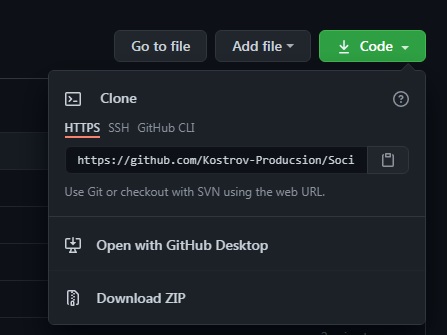 Go to file
Add file
Code
Clone
HTTPS SSH GitHub CLI
https://github.com/Kostrov-Producsion/Soci
Use Git or checkout with SVN using the web URL.
Open with GitHub Desktop
Download ZIP